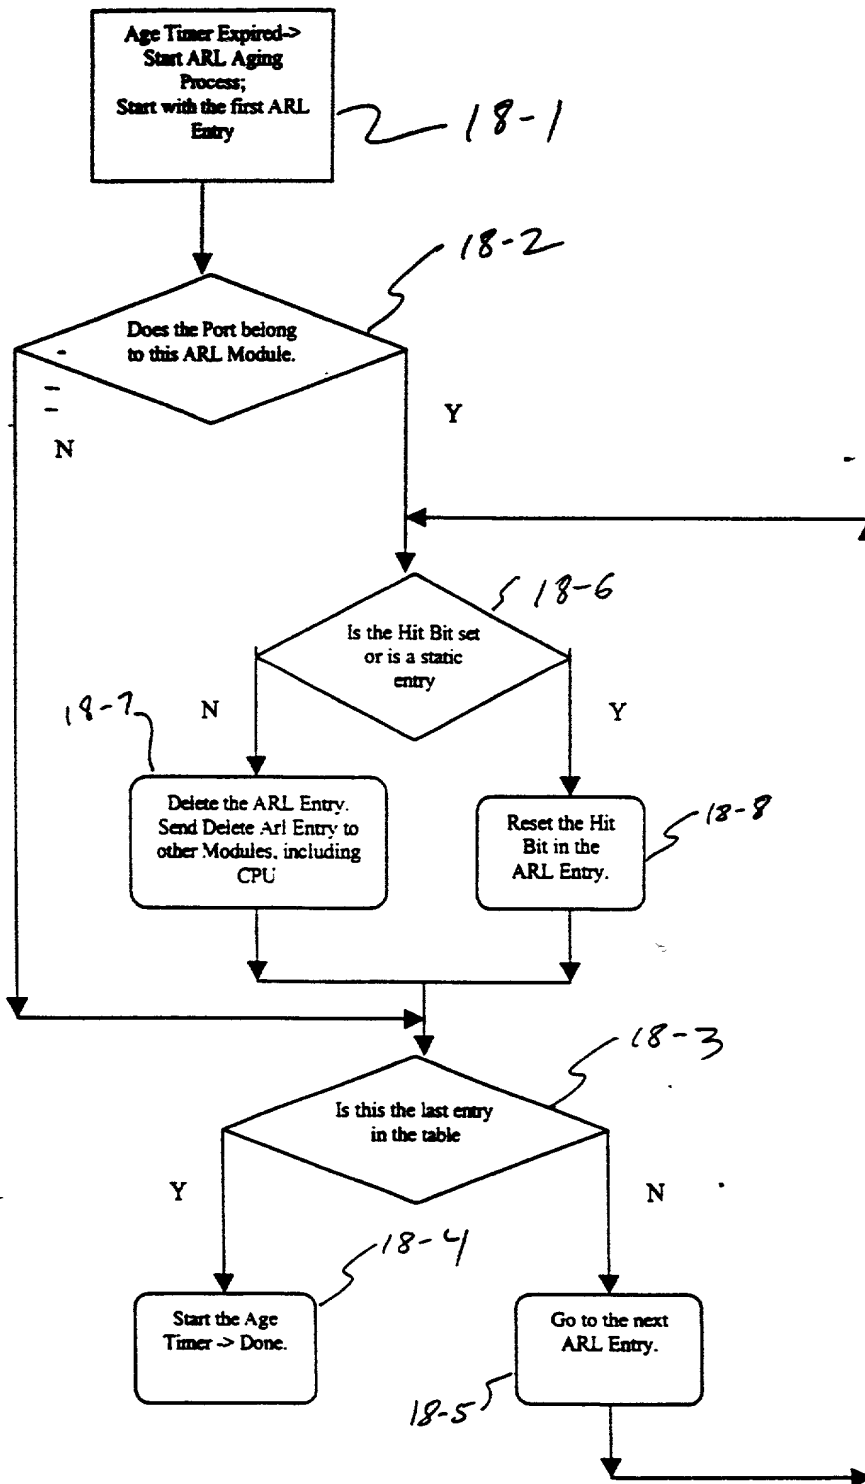 Age Timer Expired->
Start ARL Aging
Process;
Start with the first ARL
Entry
18-1
18-2
Does the Port belong
to this ARL Module.
N
Y
18-6
Is the Hit Bit set
or is a static
entry
18-7
N
Y
Delete the ARL Entry.
Send Delete Arl Entry to
other Modules, including
CPU
Reset the Hit
Bit in the
ARL Entry.
18-8
18-3
Is this the last entry
in the table
Y
N
18-4
Start the Age
Timer -> Done.
Go to the next
ARL Entry.
18-5